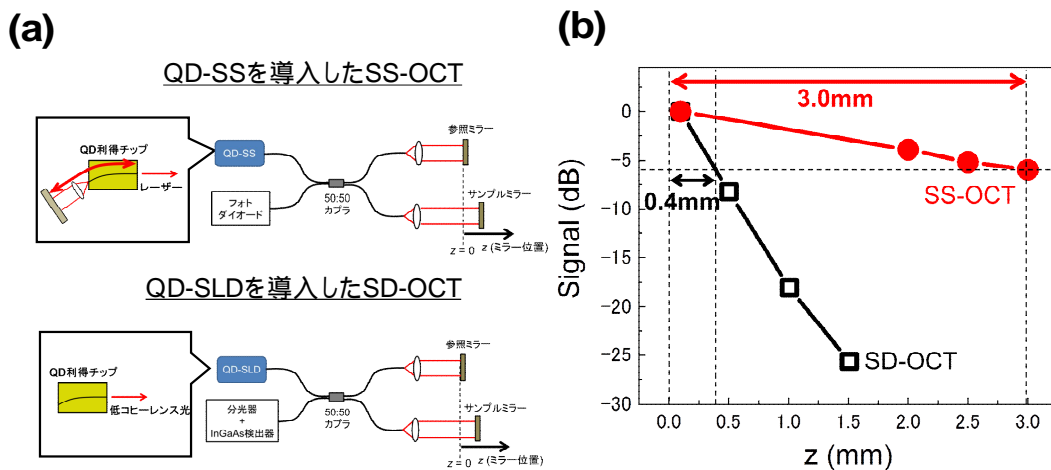 (a)
QD-SSを導入したSS-OCT
QD利得チップ
レーザー
QD-SS
フォト
ダイオード
50:50
カプラ
参照ミラー
サンプルミラー
z = 0
z (ミラー位置)
QD-SLDを導入したSD-OCT
QD利得チップ
低コヒーレンス光
QD-SLD
分光器
+
InGaAs検出器
50:50
カプラ
参照ミラー
サンプルミラー
z = 0
z (ミラー位置)
(b)
3.0mm
0.4mm
SS-OCT
SD-OCT
Signal (dB)
0
−5
−10
−15
−20
−25
−30
0.0 0.5 1.0 1.5 2.0 2.5 3.0
z (mm)